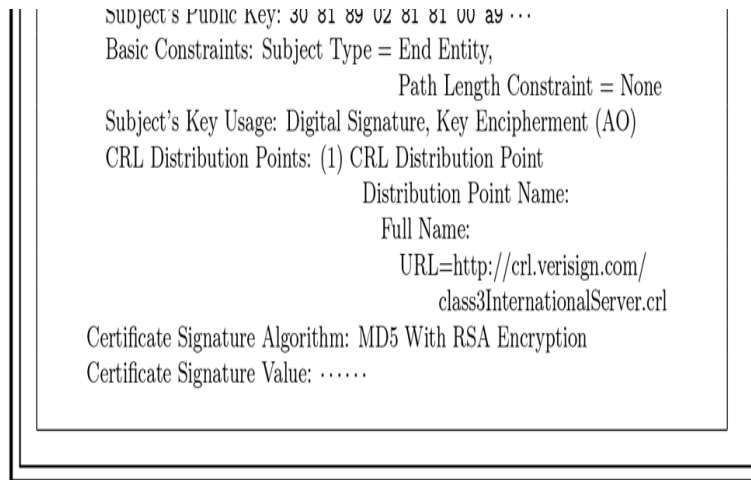 Subject's Public Key: 30 81 89 02 81 81 00 a9 ···
Basic Constraints: Subject Type = End Entity,
Path Length Constraint = None
Subject's Key Usage: Digital Signature, Key Encipherment (AO)
CRL Distribution Points: (1) CRL Distribution Point
Distribution Point Name:
Full Name:
URL=http://crl.verisign.com/
class3InternationalServer.crl
Certificate Signature Algorithm: MD5 With RSA Encryption
Certificate Signature Value: ······